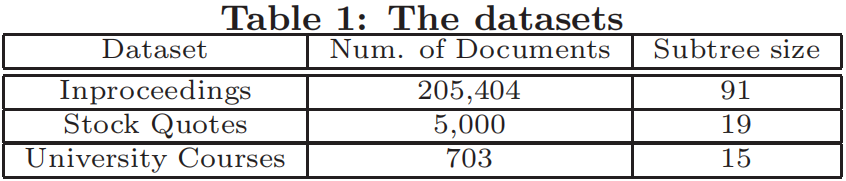 Table 1: The datasets
Dataset Num. of Documents Subtree size
Inproceedings 205,404 91
Stock Quotes 5,000 19
University Courses 703 15